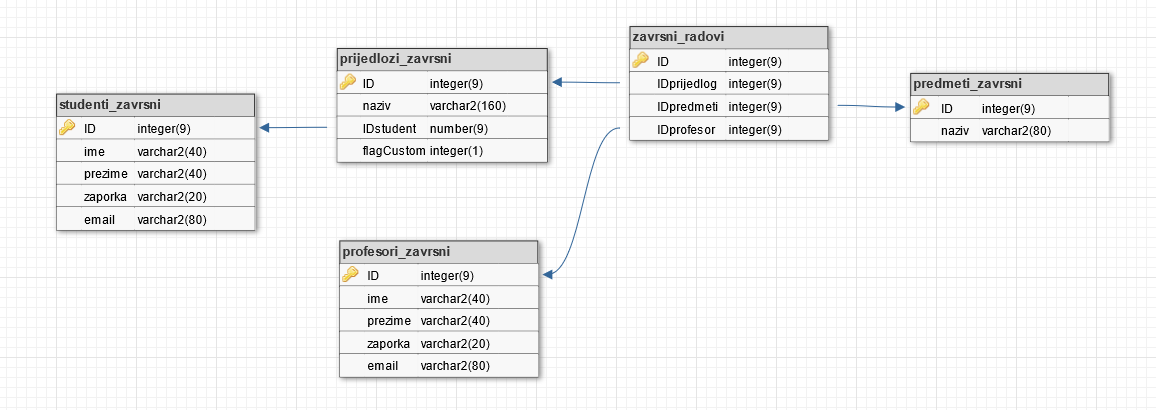 studenti_zavrsni
ID integer(9)
ime varchar2(40)
prezime varchar2(40)
zaporka varchar2(20)
email varchar2(80)
prijedlozi_zavrsni
ID integer(9)
naziv varchar2(160)
IDstudent number(9)
flagCustom integer(1)
profesori_zavrsni
ID integer(9)
ime varchar2(40)
prezime varchar2(40)
zaporka varchar2(20)
email varchar2(80)
zavrsni_radovi
ID integer(9)
IDprijedlog integer(9)
IDpredmeti integer(9)
IDprofesor integer(9)
predmeti_zavrsni
ID integer(9)
naziv varchar2(80)